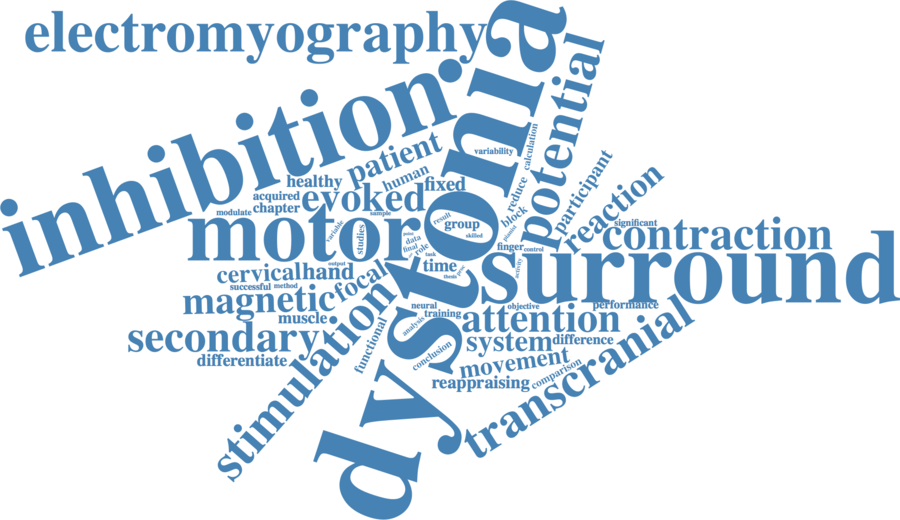 electromyography
dystonia
inhibition
potential
patient
variability
calculation
human
healthy
fixed
reduce
participant
acquired
evoked
reaction
chapter
modulate
sample
motor
result
group
block
significant
skilled
variable
studies
contraction
data
final
role
finger
control
surround
task
cervical
hand
output
focal
time
thesis
activity
successful
method
magnetic
stimulation
neural
objective
performance
muscle
training
attention
transcranial
secondary
functional
analysis
system
difference
differentiate
conclusion
movement
comparison
reappraising